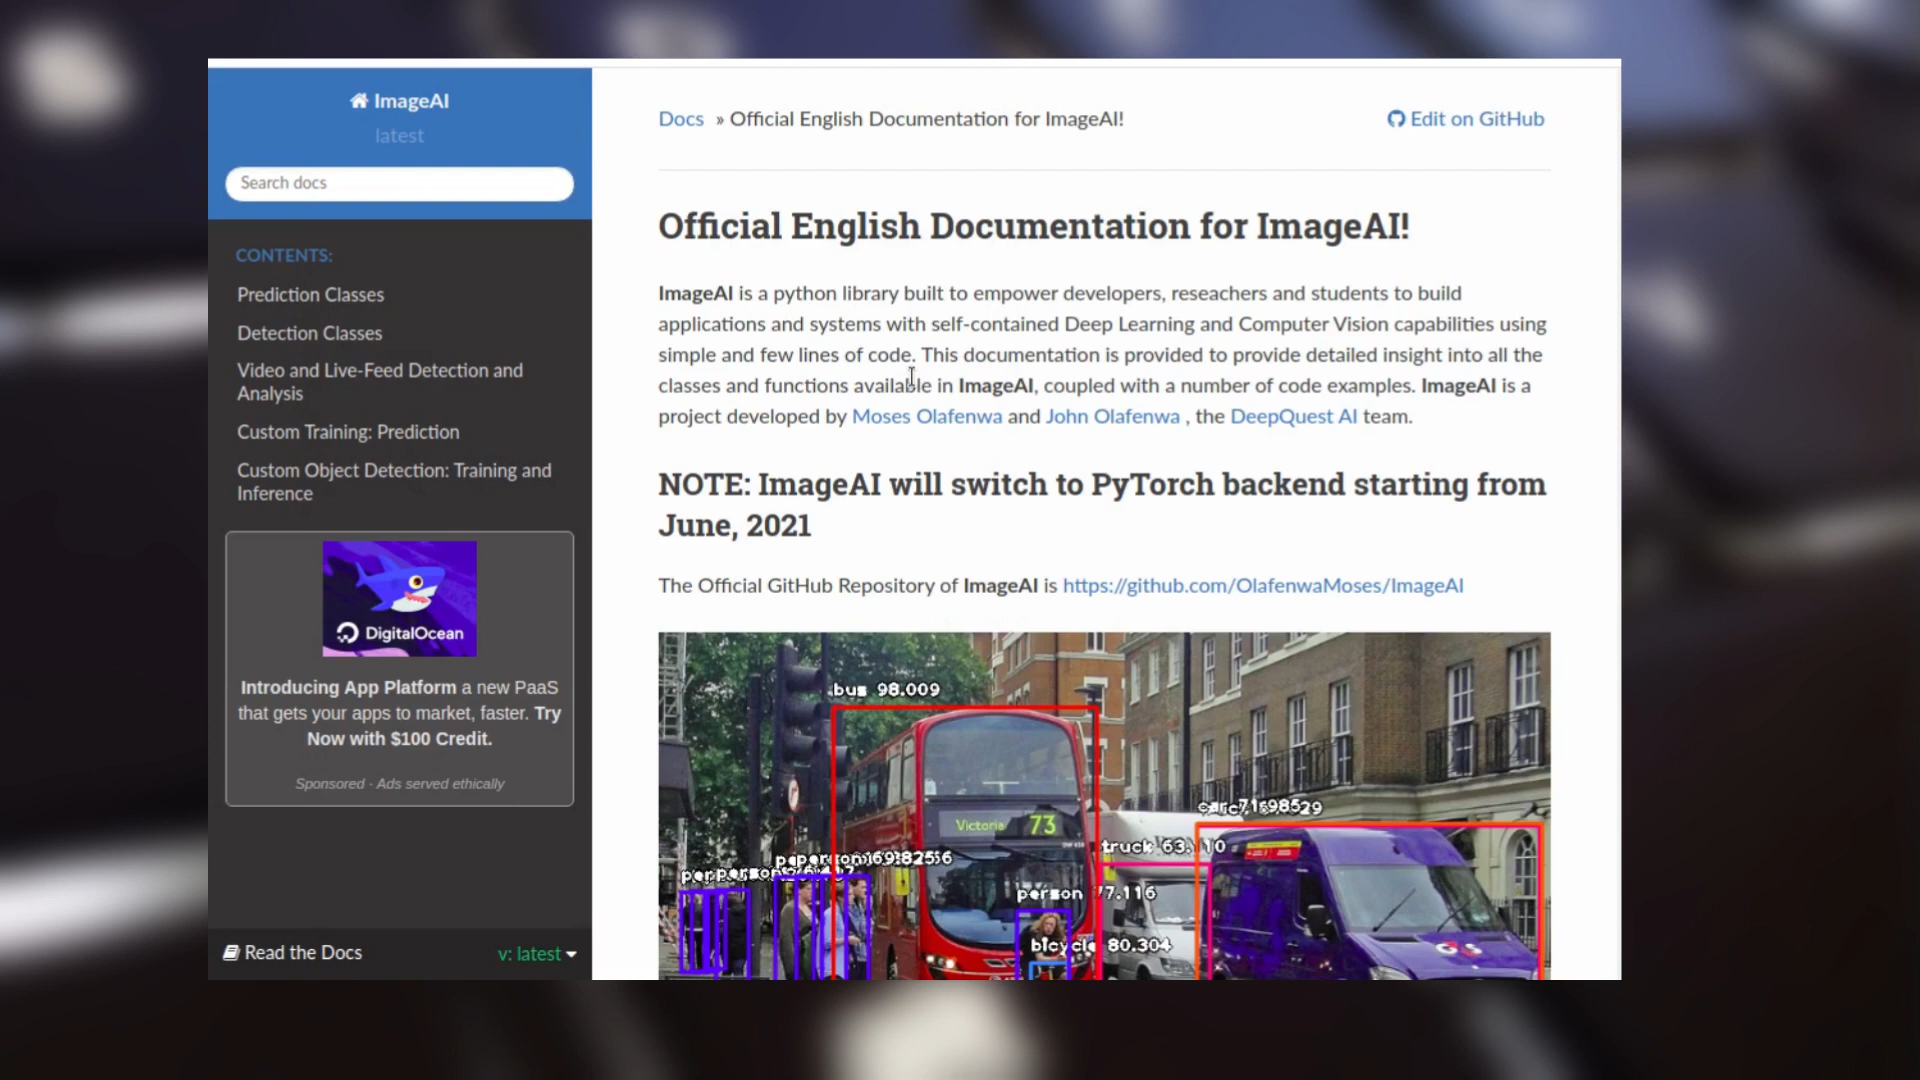 ImageAI
latest
Search docs
CONTENTS:
Prediction Classes
Detection Classes
Video and Live-Feed Detection and
Analysis
Custom Training: Prediction
Custom Object Detection: Training and
Inference
DigitalOcean
Introducing App Platform a new PaaS
that gets your apps to market, faster. Try
Now with $100 Credit.
Sponsored · Ads served ethically
Read the Docs
v: latest
Docs » Official English Documentation for ImageAI!
Edit on GitHub
Official English Documentation for ImageAI!
ImageAI is a python library built to empower developers, reseachers and students to build
applications and systems with self-contained Deep Learning and Computer Vision capabilities using
simple and few lines of code. This documentation is provided to provide detailed insight into all the
classes and functions available in ImageAI, coupled with a number of code examples. ImageAI is a
project developed by Moses Olafenwa and John Olafenwa , the DeepQuest AI team.
NOTE: ImageAI will switch to PyTorch backend starting from
June, 2021
The Official GitHub Repository of ImageAI is https://github.com/OlafenwaMoses/ImageAI
bus 98.009
Victoria 73
truck
person 77.116
bicycle 80.304
G4S